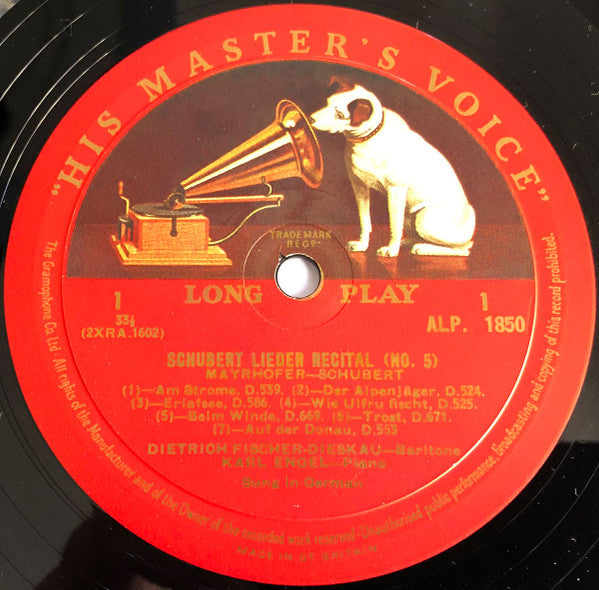 "HIS MASTER'S VOICE"
TRADE MARK
REGD
LONG PLAY
1
33⅓
(2XRA.1602)
1
ALP. 1850
SCHUBERT LIEDER RECITAL (NO. 5)
MAYRHOFER—SCHUBERT
(1)—Am Strome, D.539. (2)—Der Alpenjäger, D.524.
(3)—Erlafsee, D.586. (4)—Wie Ulfru fischt, D.525.
(5)—Beim Winde, D.669. (6)—Trost, D.671.
(7)—Auf der Donau, D.553
DIETRICH FISCHER-DIESKAU—Baritone
KARL ENGEL—Piano
Sung in German
The Gramophone Co. Ltd. All rights of the Manufacturer and of the Owner of the recorded work reserved. Unauthorised public performance, broadcasting and copying of this record prohibited.
MADE IN GT. BRITAIN